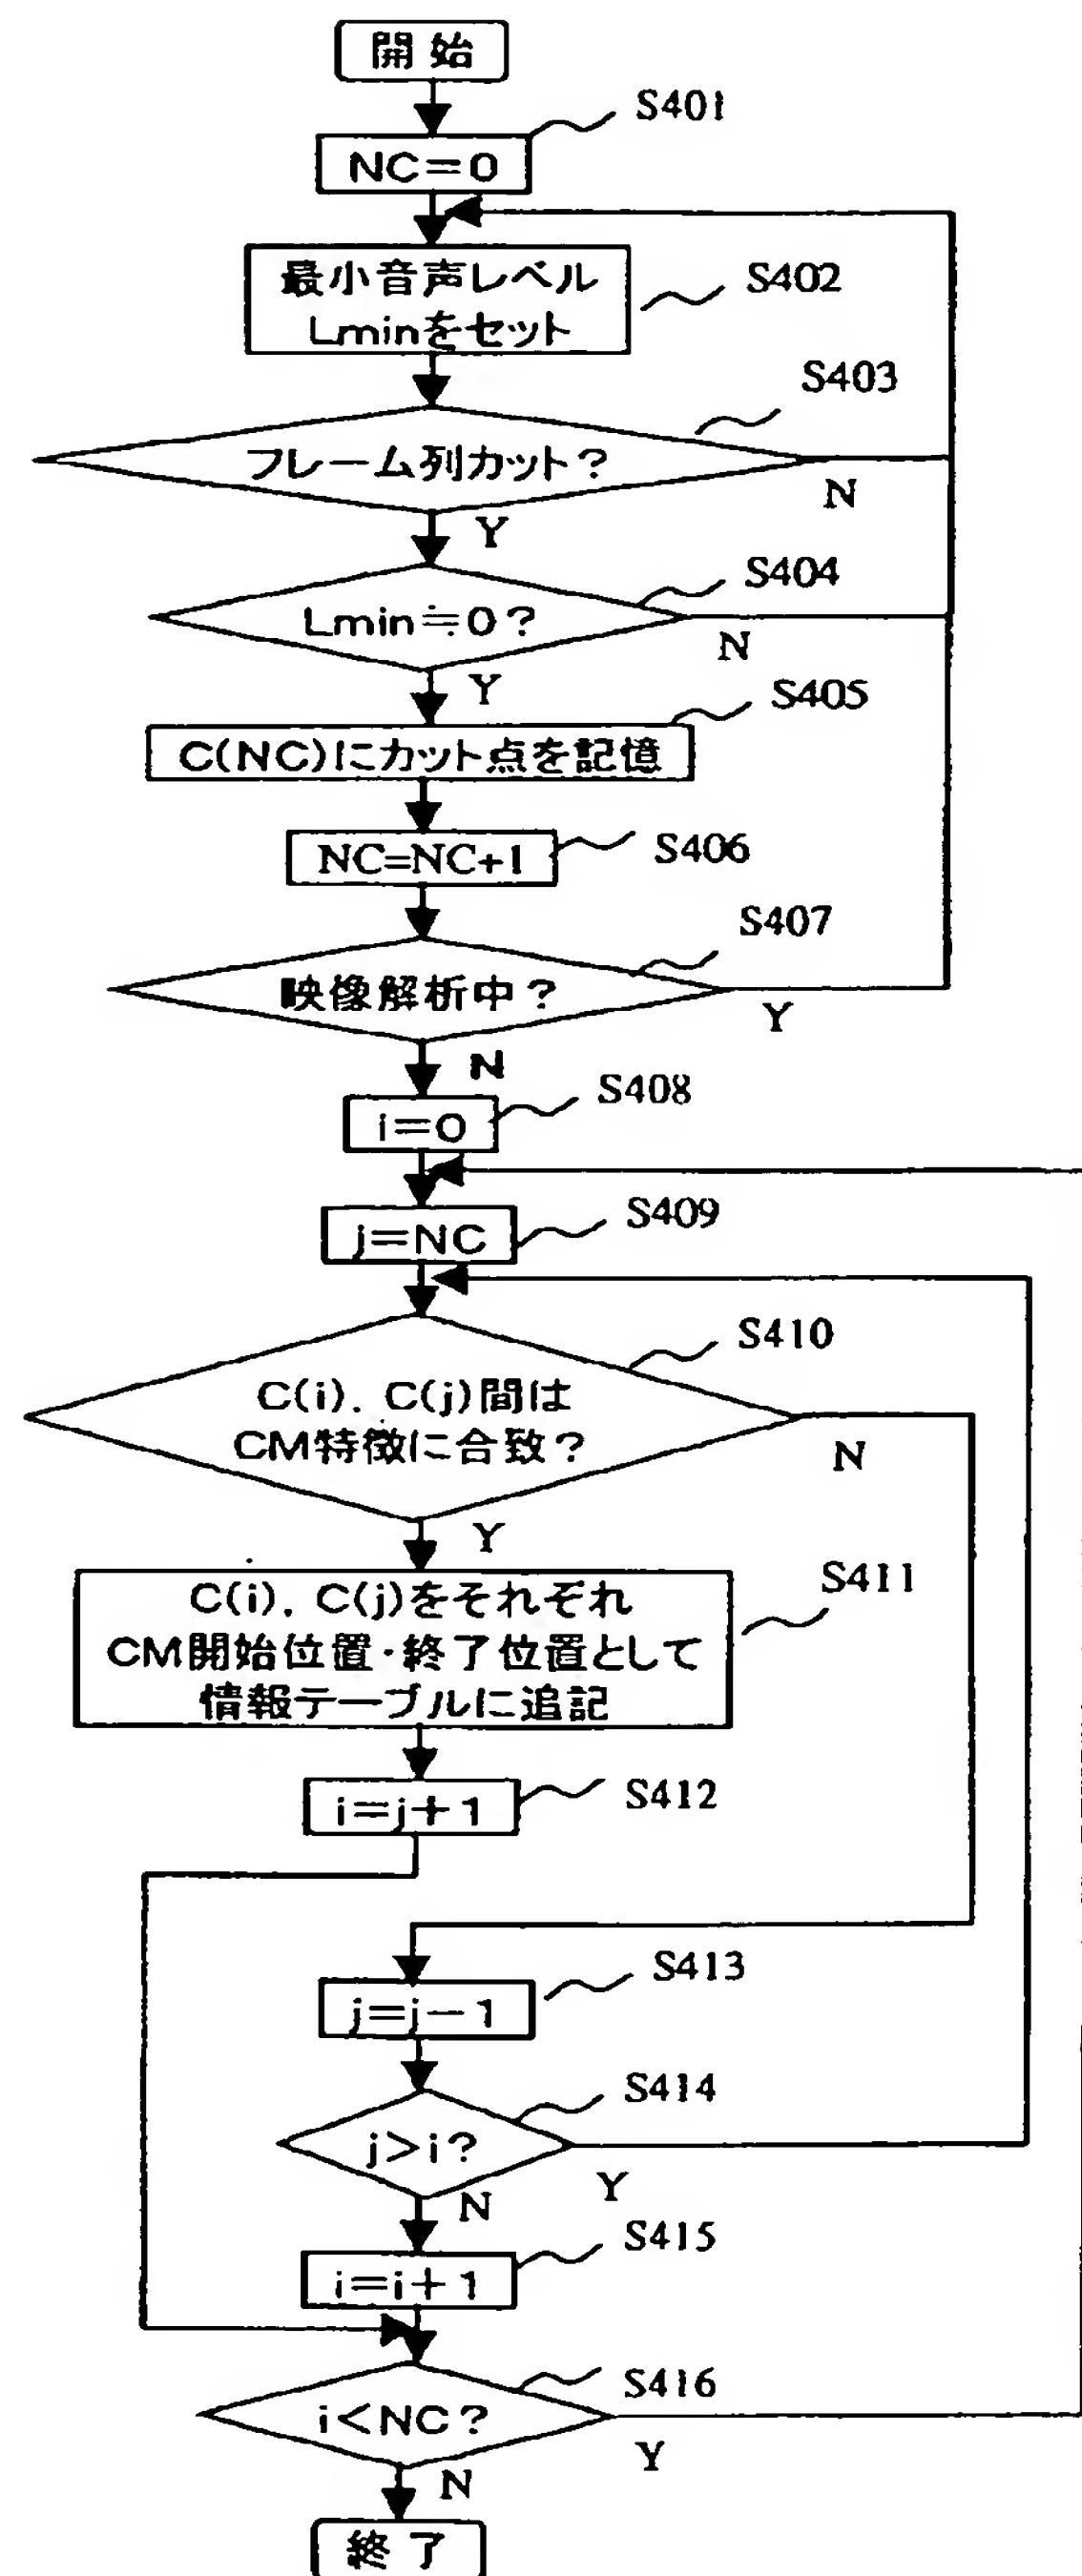 開始
S401
NC=0
S402
最小音声レベル
Lminをセット
S403
フレーム列カット?
N
Y
S404
Lmin≒0?
N
Y
S405
C(NC)にカット点を記憶
S406
NC=NC+1
S407
映像解析中?
Y
N
S408
i=0
S409
j=NC
S410
C(i), C(j)間は
CM特徴に合致?
N
Y
S411
C(i), C(j)をそれぞれ
CM開始位置・終了位置として
情報テーブルに追記
S412
i=j+1
S413
j=j-1
S414
j>i?
Y
N
S415
i=i+1
S416
i<NC?
Y
N
終了